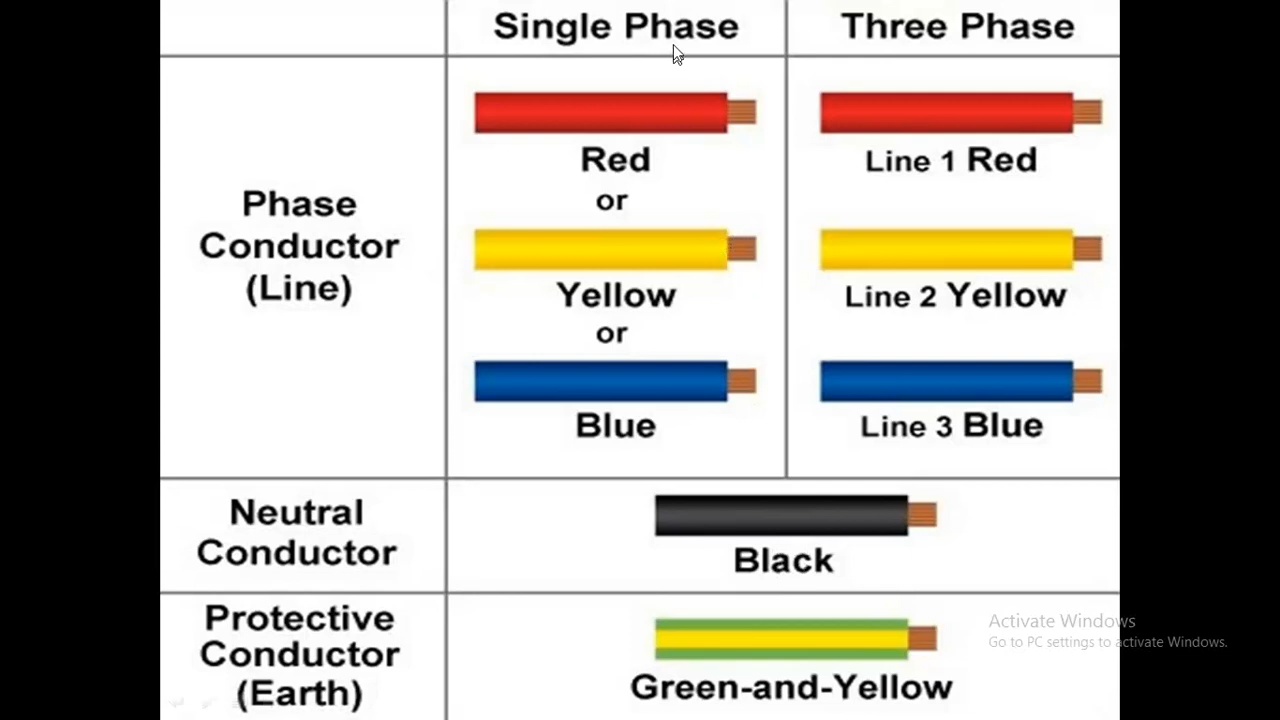 Single Phase
Three Phase
Phase
Conductor
(Line)
Red
or
Yellow
or
Blue
Line 1 Red
Line 2 Yellow
Line 3 Blue
Neutral
Conductor
Black
Protective
Conductor
(Earth)
Green-and-Yellow
Activate Windows
Go to PC settings to activate Windows.